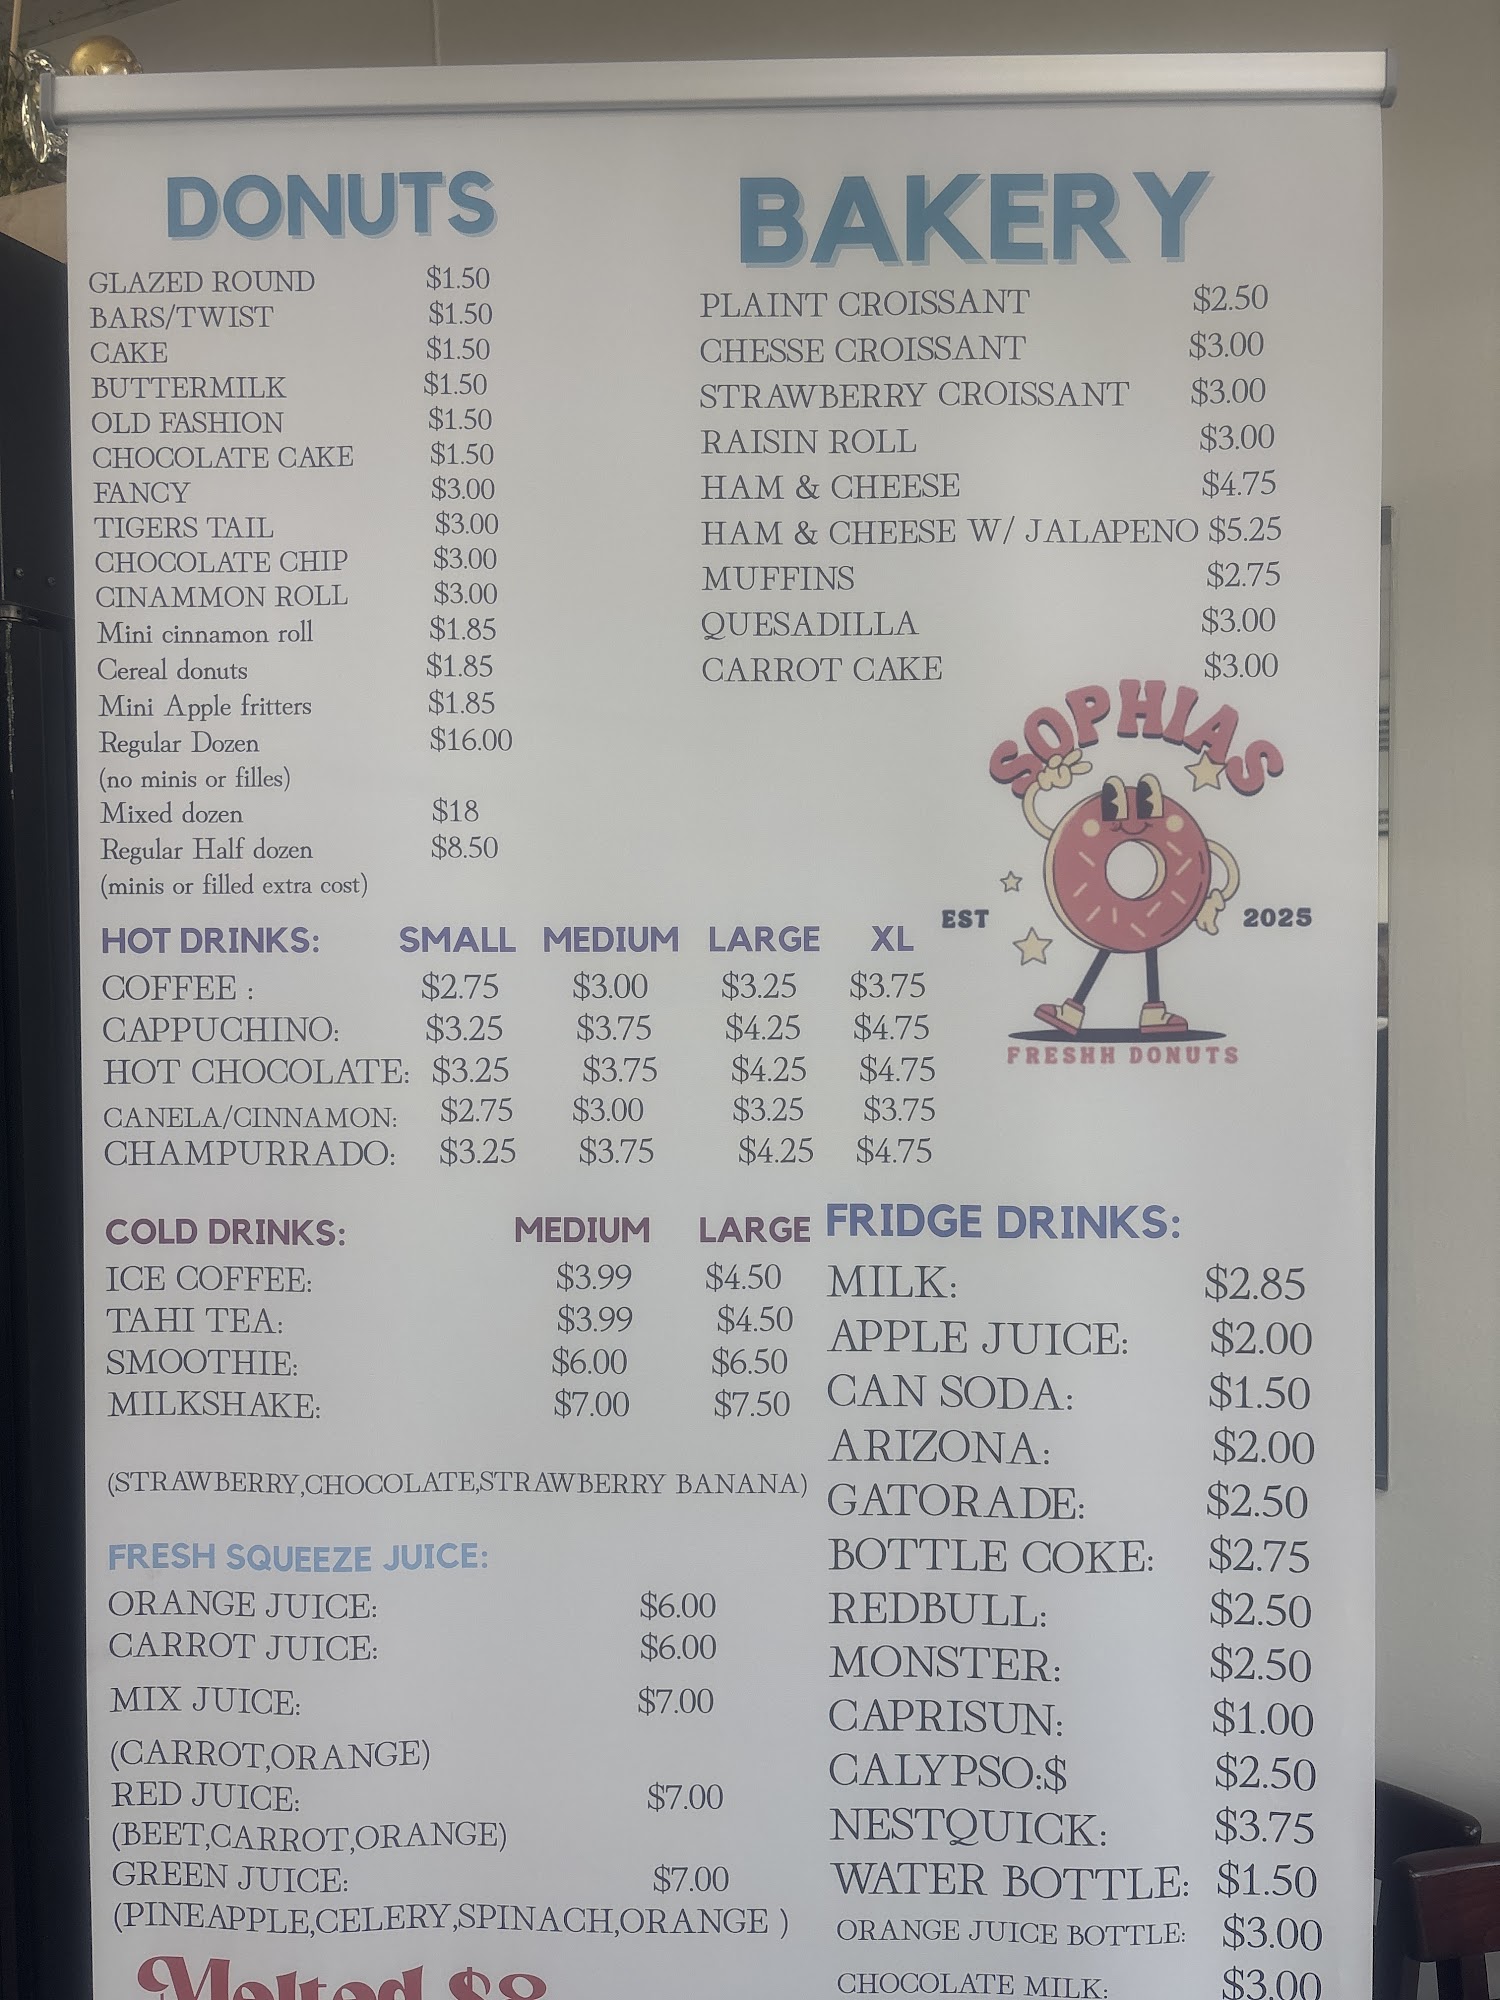 DONUTS
GLAZED ROUND $1.50
BARS/TWIST $1.50
CAKE $1.50
BUTTERMILK $1.50
OLD FASHION $1.50
CHOCOLATE CAKE $1.50
FANCY $3.00
TIGERS TAIL $3.00
CHOCOLATE CHIP $3.00
CINAMMON ROLL $3.00
Mini cinnamon roll $1.85
Cereal donuts $1.85
Mini Apple fritters $1.85
Regular Dozen $16.00
(no minis or filles)
Mixed dozen $18
Regular Half dozen $8.50
(minis or filled extra cost)
BAKERY
PLAINT CROISSANT $2.50
CHESSE CROISSANT $3.00
STRAWBERRY CROISSANT $3.00
RAISIN ROLL $3.00
HAM & CHEESE $4.75
HAM & CHEESE W/ JALAPENO $5.25
MUFFINS $2.75
QUESADILLA $3.00
CARROT CAKE $3.00
SOPHIAS
EST 2025
FRESHH DONUTS
HOT DRINKS: SMALL MEDIUM LARGE XL
COFFEE : $2.75 $3.00 $3.25 $3.75
CAPPUCHINO: $3.25 $3.75 $4.25 $4.75
HOT CHOCOLATE: $3.25 $3.75 $4.25 $4.75
CANELA/CINNAMON: $2.75 $3.00 $3.25 $3.75
CHAMPURRADO: $3.25 $3.75 $4.25 $4.75
COLD DRINKS: MEDIUM LARGE
ICE COFFEE: $3.99 $4.50
TAHI TEA: $3.99 $4.50
SMOOTHIE: $6.00 $6.50
MILKSHAKE: $7.00 $7.50
(STRAWBERRY,CHOCOLATE,STRAWBERRY BANANA)
FRESH SQUEEZE JUICE:
ORANGE JUICE: $6.00
CARROT JUICE: $6.00
MIX JUICE: $7.00
(CARROT,ORANGE)
RED JUICE: $7.00
(BEET,CARROT,ORANGE)
GREEN JUICE: $7.00
(PINEAPPLE,CELERY,SPINACH,ORANGE )
Malted $8
FRIDGE DRINKS:
MILK: $2.85
APPLE JUICE: $2.00
CAN SODA: $1.50
ARIZONA: $2.00
GATORADE: $2.50
BOTTLE COKE: $2.75
REDBULL: $2.50
MONSTER: $2.50
CAPRISUN: $1.00
CALYPSO:$ $2.50
NESTQUICK: $3.75
WATER BOTTLE: $1.50
ORANGE JUICE BOTTLE: $3.00
CHOCOLATE MILK: $3.00